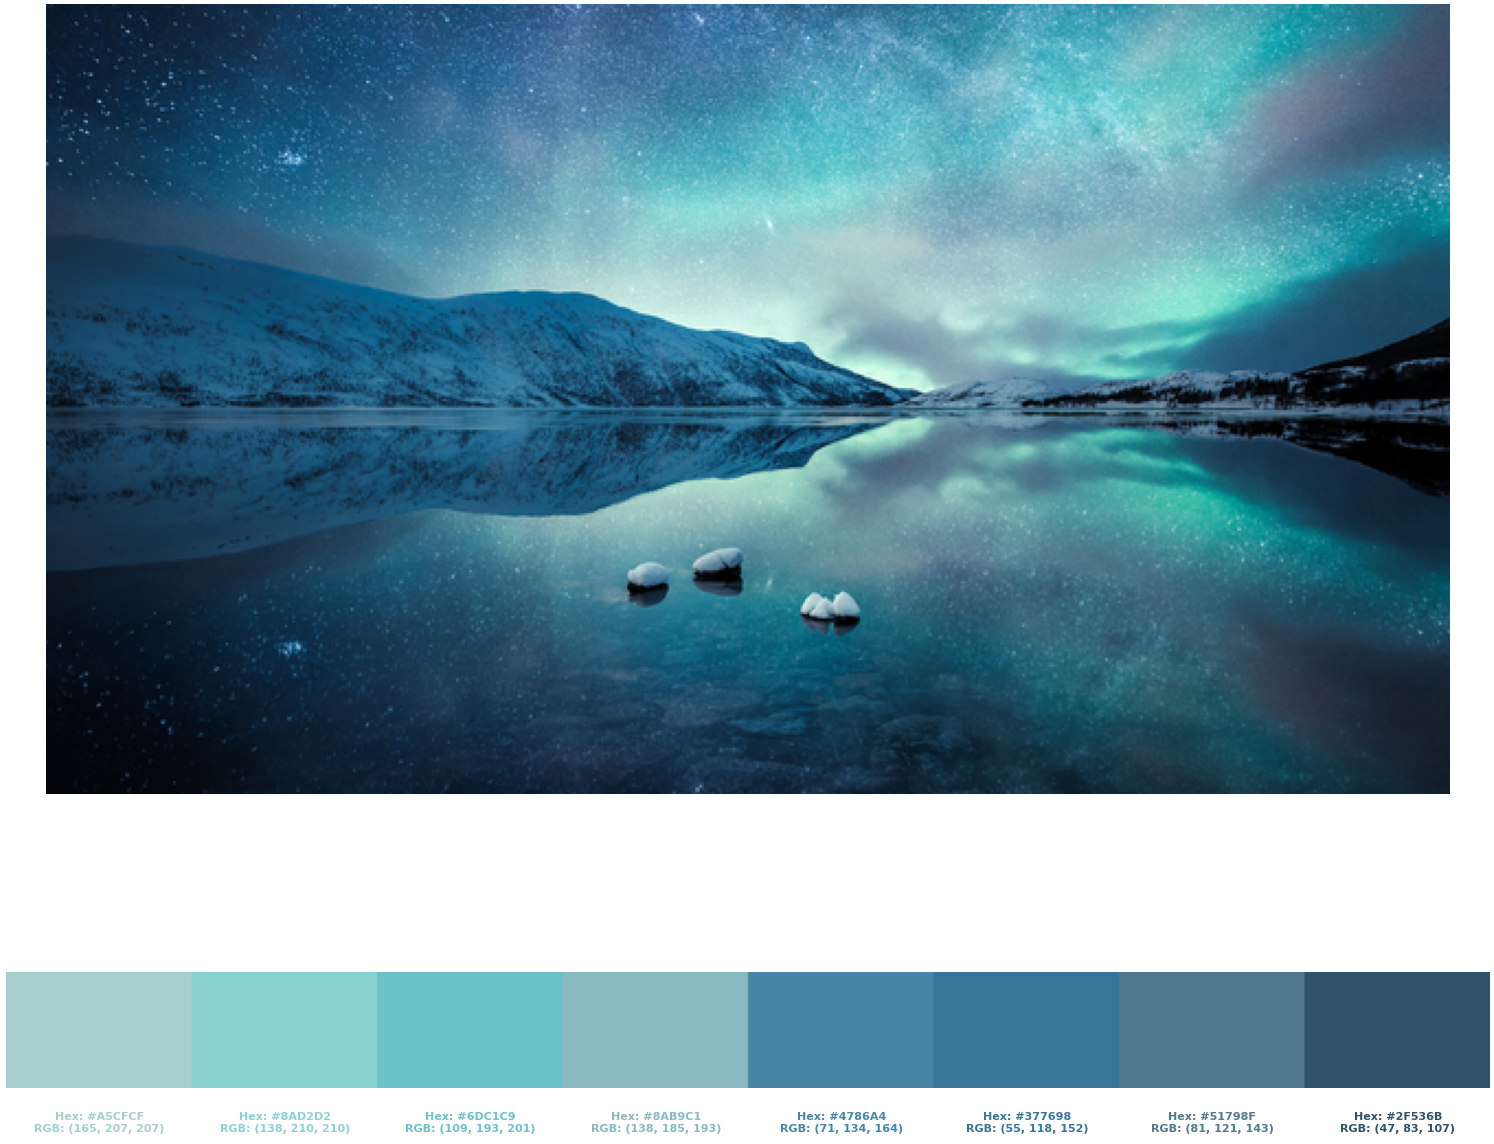 Hex: #A5CFCF
RGB: (165, 207, 207)
Hex: #8AD2D2
RGB: (138, 210, 210)
Hex: #6DC1C9
RGB: (109, 193, 201)
Hex: #8AB9C1
RGB: (138, 185, 193)
Hex: #4786A4
RGB: (71, 134, 164)
Hex: #377698
RGB: (55, 118, 152)
Hex: #51798F
RGB: (81, 121, 143)
Hex: #2F536B
RGB: (47, 83, 107)